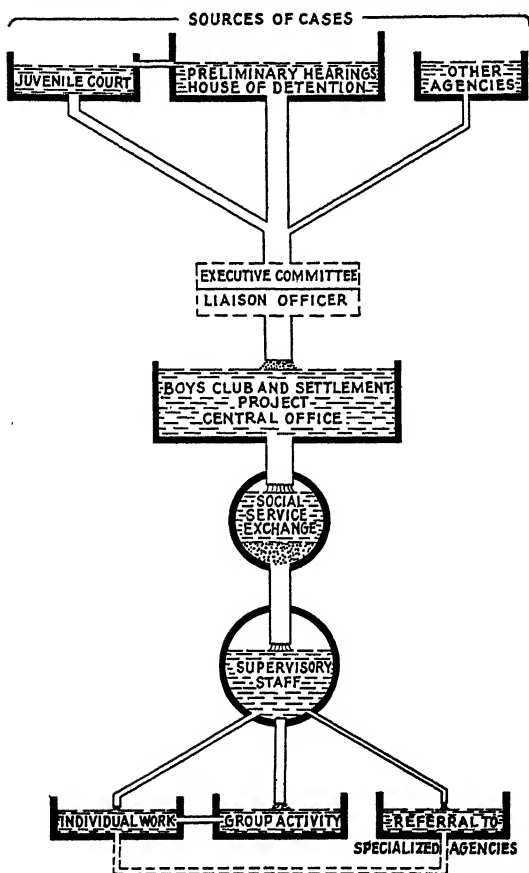 SOURCES OF CASES
JUVENILE COURT
PRELIMINARY HEARINGS
HOUSE OF DETENTION
OTHER
AGENCIES
EXECUTIVE COMMITTEE
LIAISON OFFICER
BOYS CLUB AND SETTLEMENT
PROJECT
CENTRAL OFFICE
SOCIAL
SERVICE
EXCHANGE
SUPERVISORY
STAFF
INDIVIDUAL WORK
GROUP ACTIVITY
REFERRAL TO
SPECIALIZED AGENCIES